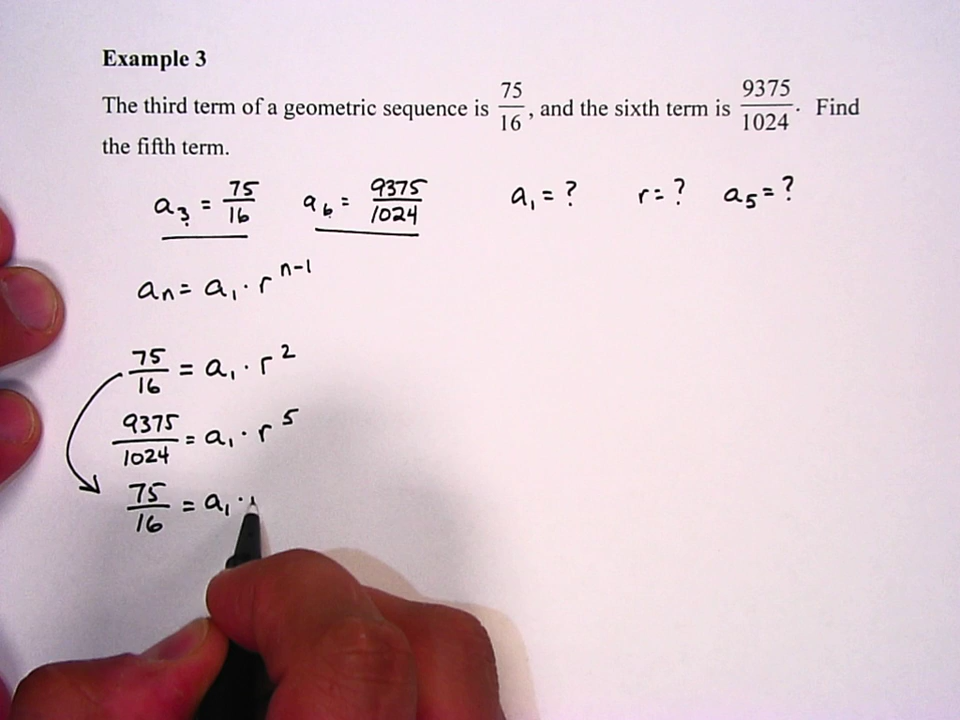 Example 3
The third term of a geometric sequence is 75/16, and the sixth term is 9375/1024. Find
the fifth term.
a₃ = 75/16 a₆ = 9375/1024 a₁ = ? r = ? a₅ = ?
aₙ = a₁ · r^(n-1)
75/16 = a₁ · r²
9375/1024 = a₁ · r⁵
75/16 = a₁ ·